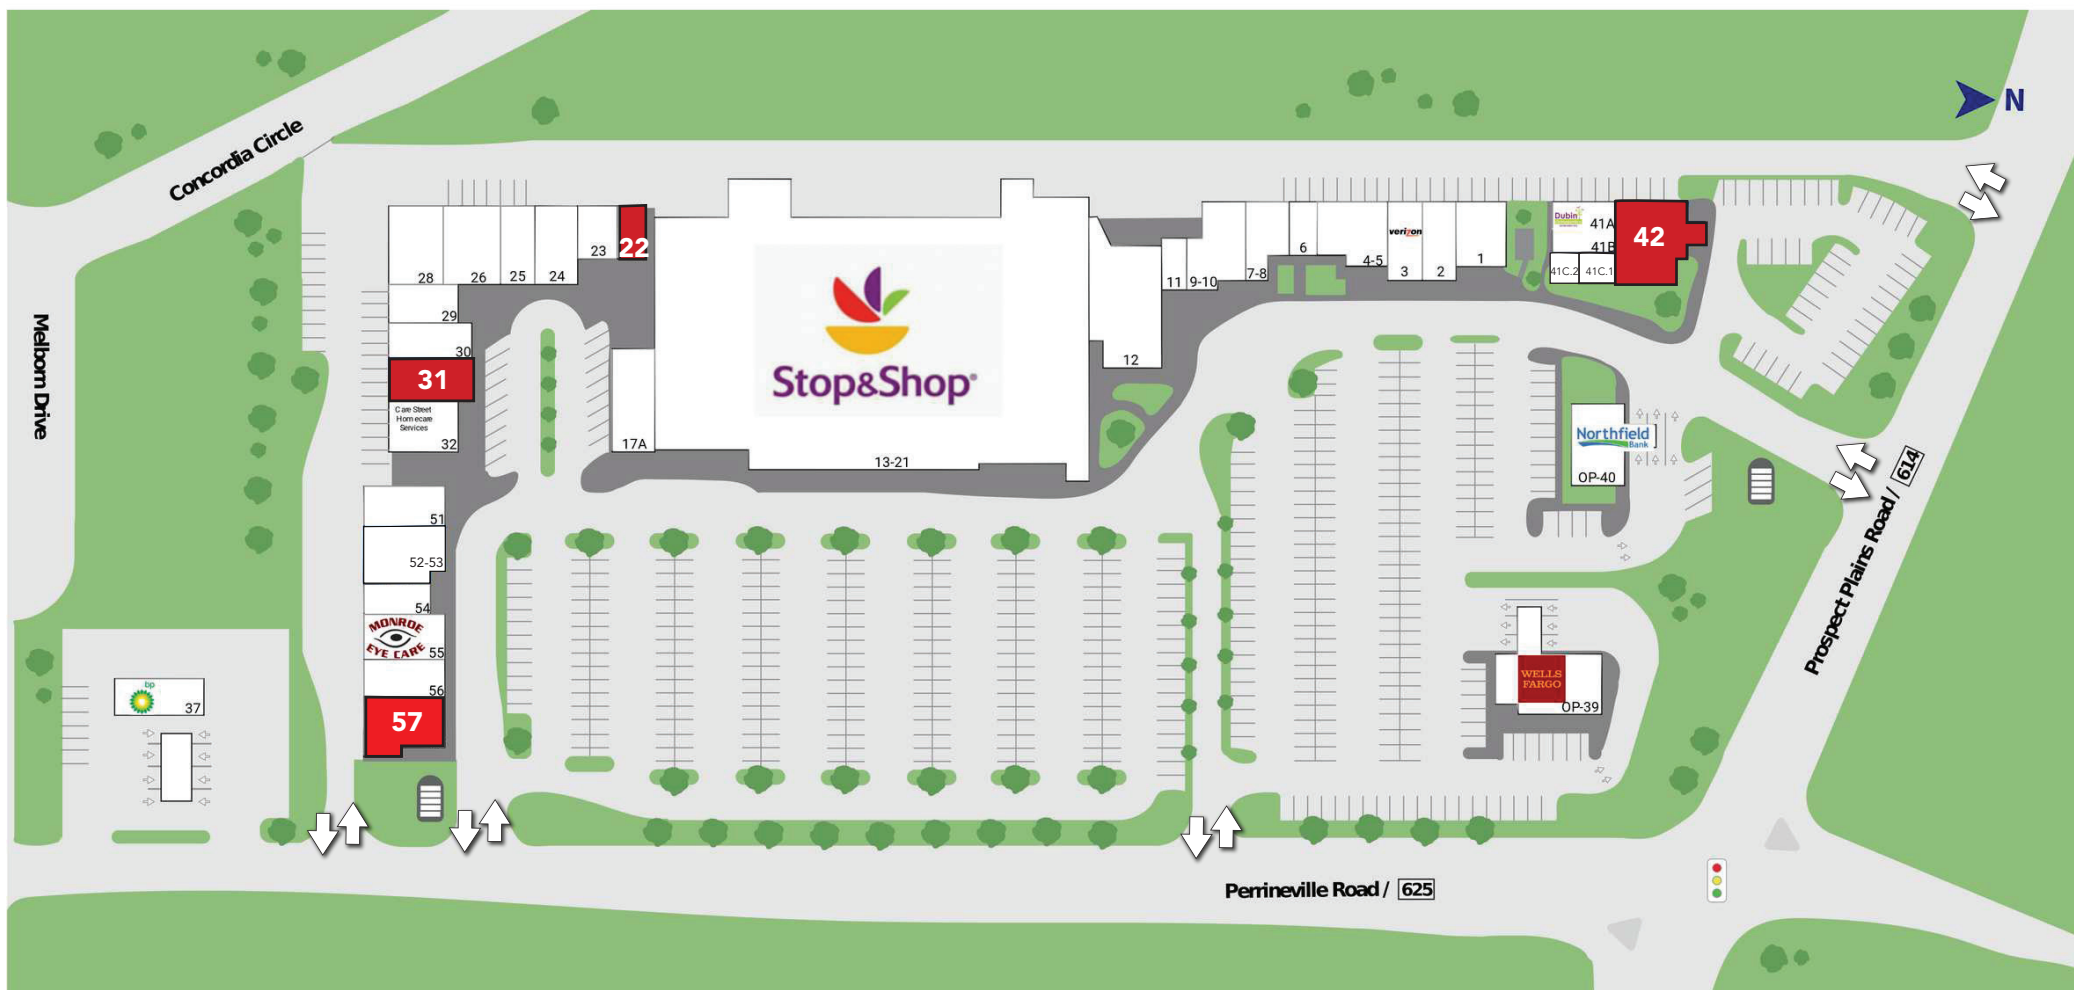 Concordia Circle
N
Melborn Drive
28
26
25
24
23
22
29
30
31
Care Street
Homecare
Services
32
17A
Stop&Shop®
13-21
12
11
9-10
7-8
6
4-5
verizon
3
2
1
Dubin
41A
41B
41C.2
41C.1
42
Northfield
Bank
OP-40
51
52-53
54
MONROE
EYE CARE
55
56
57
bp
37
WELLS
FARGO
OP-39
Prospect Plains Road / 614
Perrineville Road / 625